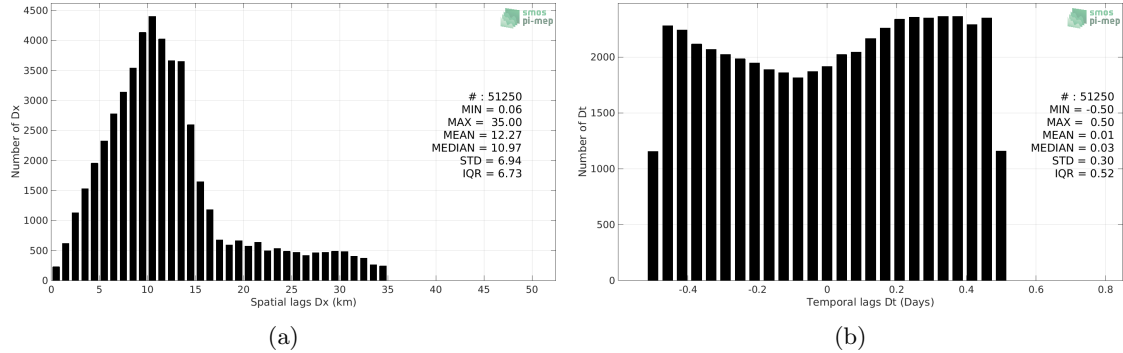 4500
4000
3500
3000
2500
2000
1500
1000
500
0
Number of Dx
smos
pi-mep
# : 51250
MIN = 0.06
MAX = 35.00
MEAN = 12.27
MEDIAN = 10.97
STD = 6.94
IQR = 6.73
0 5 10 15 20 25 30 35 40 45 50
Spatial lags Dx (km)
(a)
2000
1500
1000
500
0
Number of Dt
smos
pi-mep
# : 51250
MIN = -0.50
MAX = 0.50
MEAN = 0.01
MEDIAN = 0.03
STD = 0.30
IQR = 0.52
-0.4 -0.2 0 0.2 0.4 0.6 0.8
Temporal lags Dt (Days)
(b)